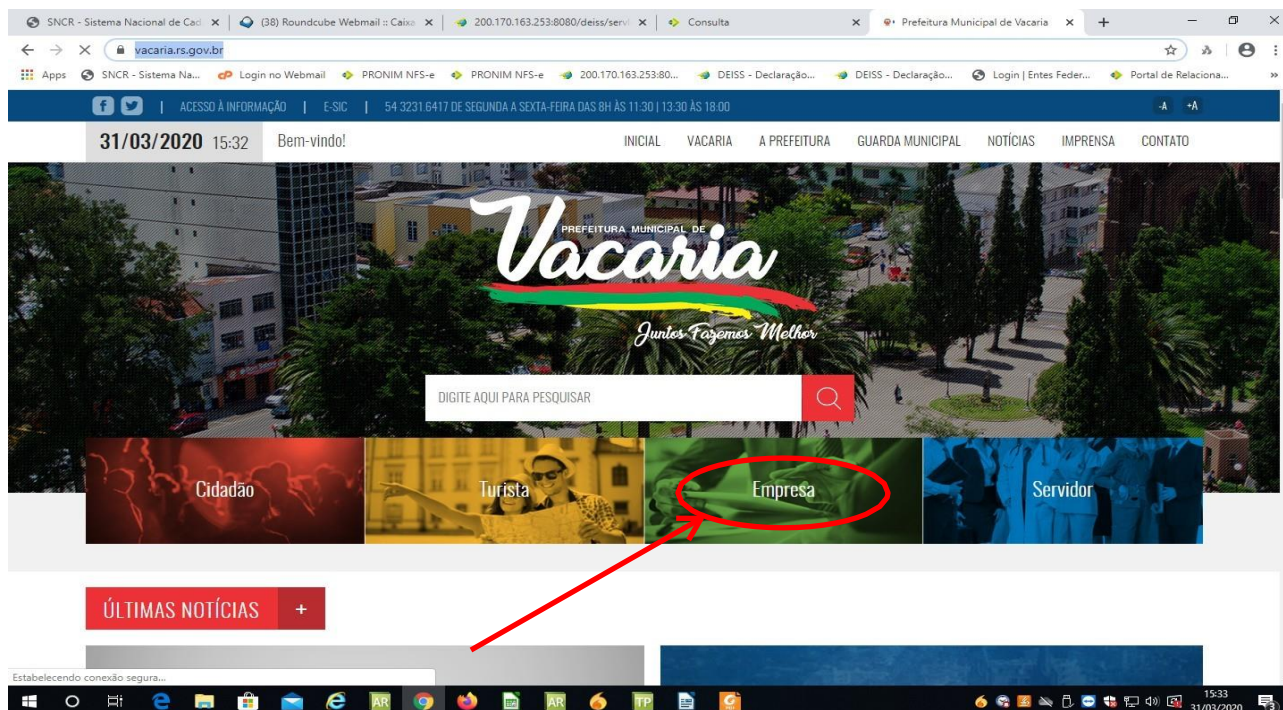 SNCR - Sistema Nacional de Cad
(38) Roundcube Webmail :: Caixa
200.170.163.253:8080/deiss/servl
Consulta
Prefeitura Municipal de Vacaria
vacaria.rs.gov.br
Apps
SNCR - Sistema Na...
Login no Webmail
PRONIM NFS-e
PRONIM NFS-e
200.170.163.253:80...
DEISS - Declaração...
DEISS - Declaração...
Login | Entes Feder...
Portal de Relaciona...
ACESSO À INFORMAÇÃO | E-SIC | 54 3231.6417 DE SEGUNDA A SEXTA-FEIRA DAS 8H ÀS 11:30 | 13:30 ÀS 18:00
-A +A
31/03/2020 15:32 Bem-vindo!
INICIAL VACARIA A PREFEITURA GUARDA MUNICIPAL NOTÍCIAS IMPRENSA CONTATO
PREFEITURA MUNICIPAL DE
Vacaria
Juntos Fazemos Melhor
DIGITE AQUI PARA PESQUISAR
Cidadão
Turista
Empresa
Servidor
ÚLTIMAS NOTÍCIAS +
Estabelecendo conexão segura...
AR
AR
TP
15:33
31/03/2020